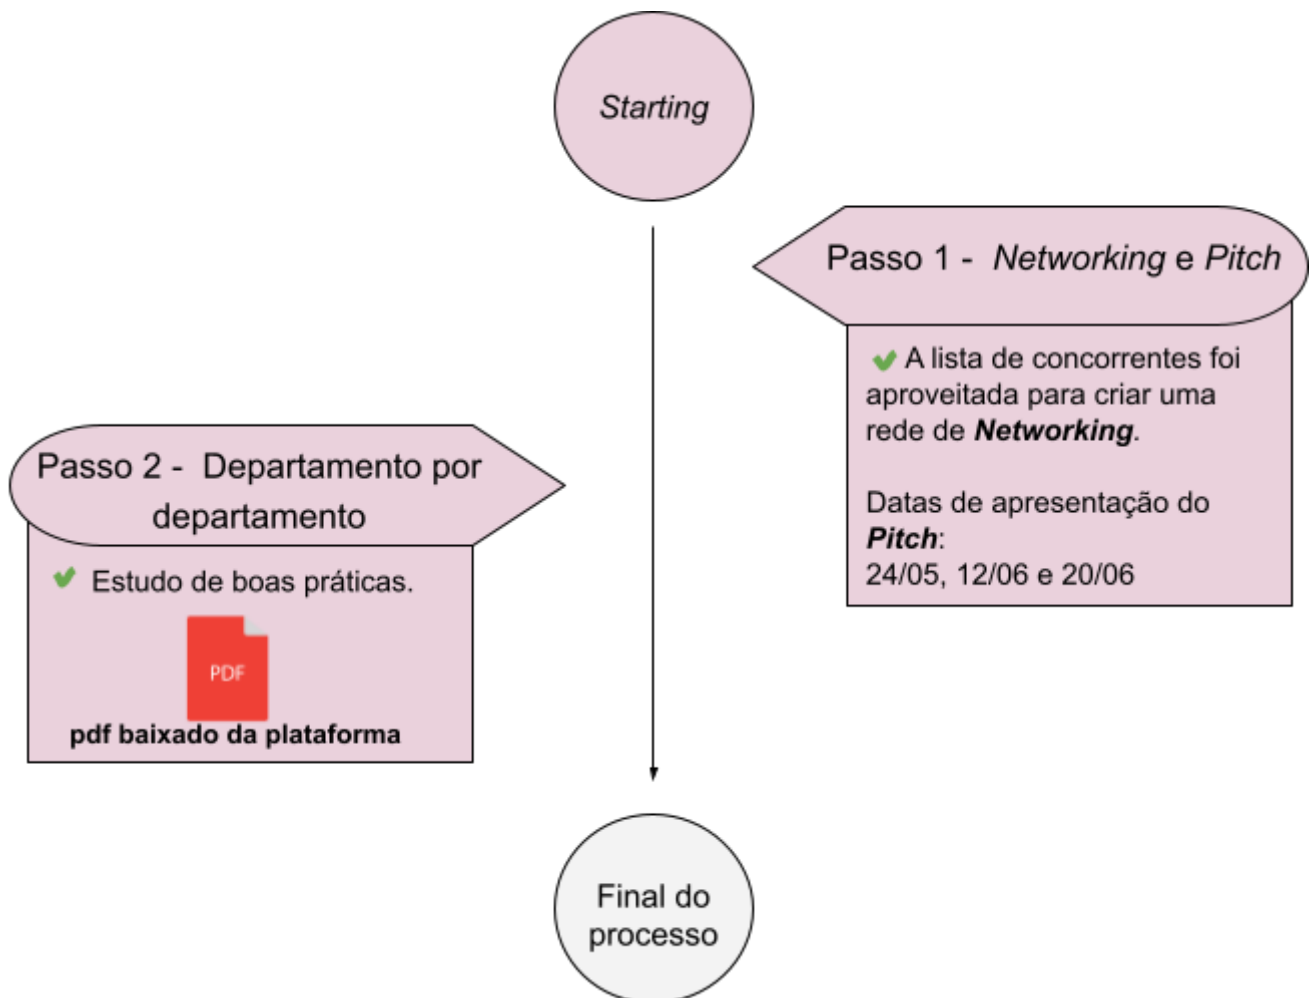 Starting
Passo 1 - Networking e Pitch
A lista de concorrentes foi
aproveitada para criar uma
rede de Networking.
Datas de apresentação do
Pitch:
24/05, 12/06 e 20/06
Passo 2 - Departamento por
departamento
Estudo de boas práticas.
PDF
pdf baixado da plataforma
Final do
processo